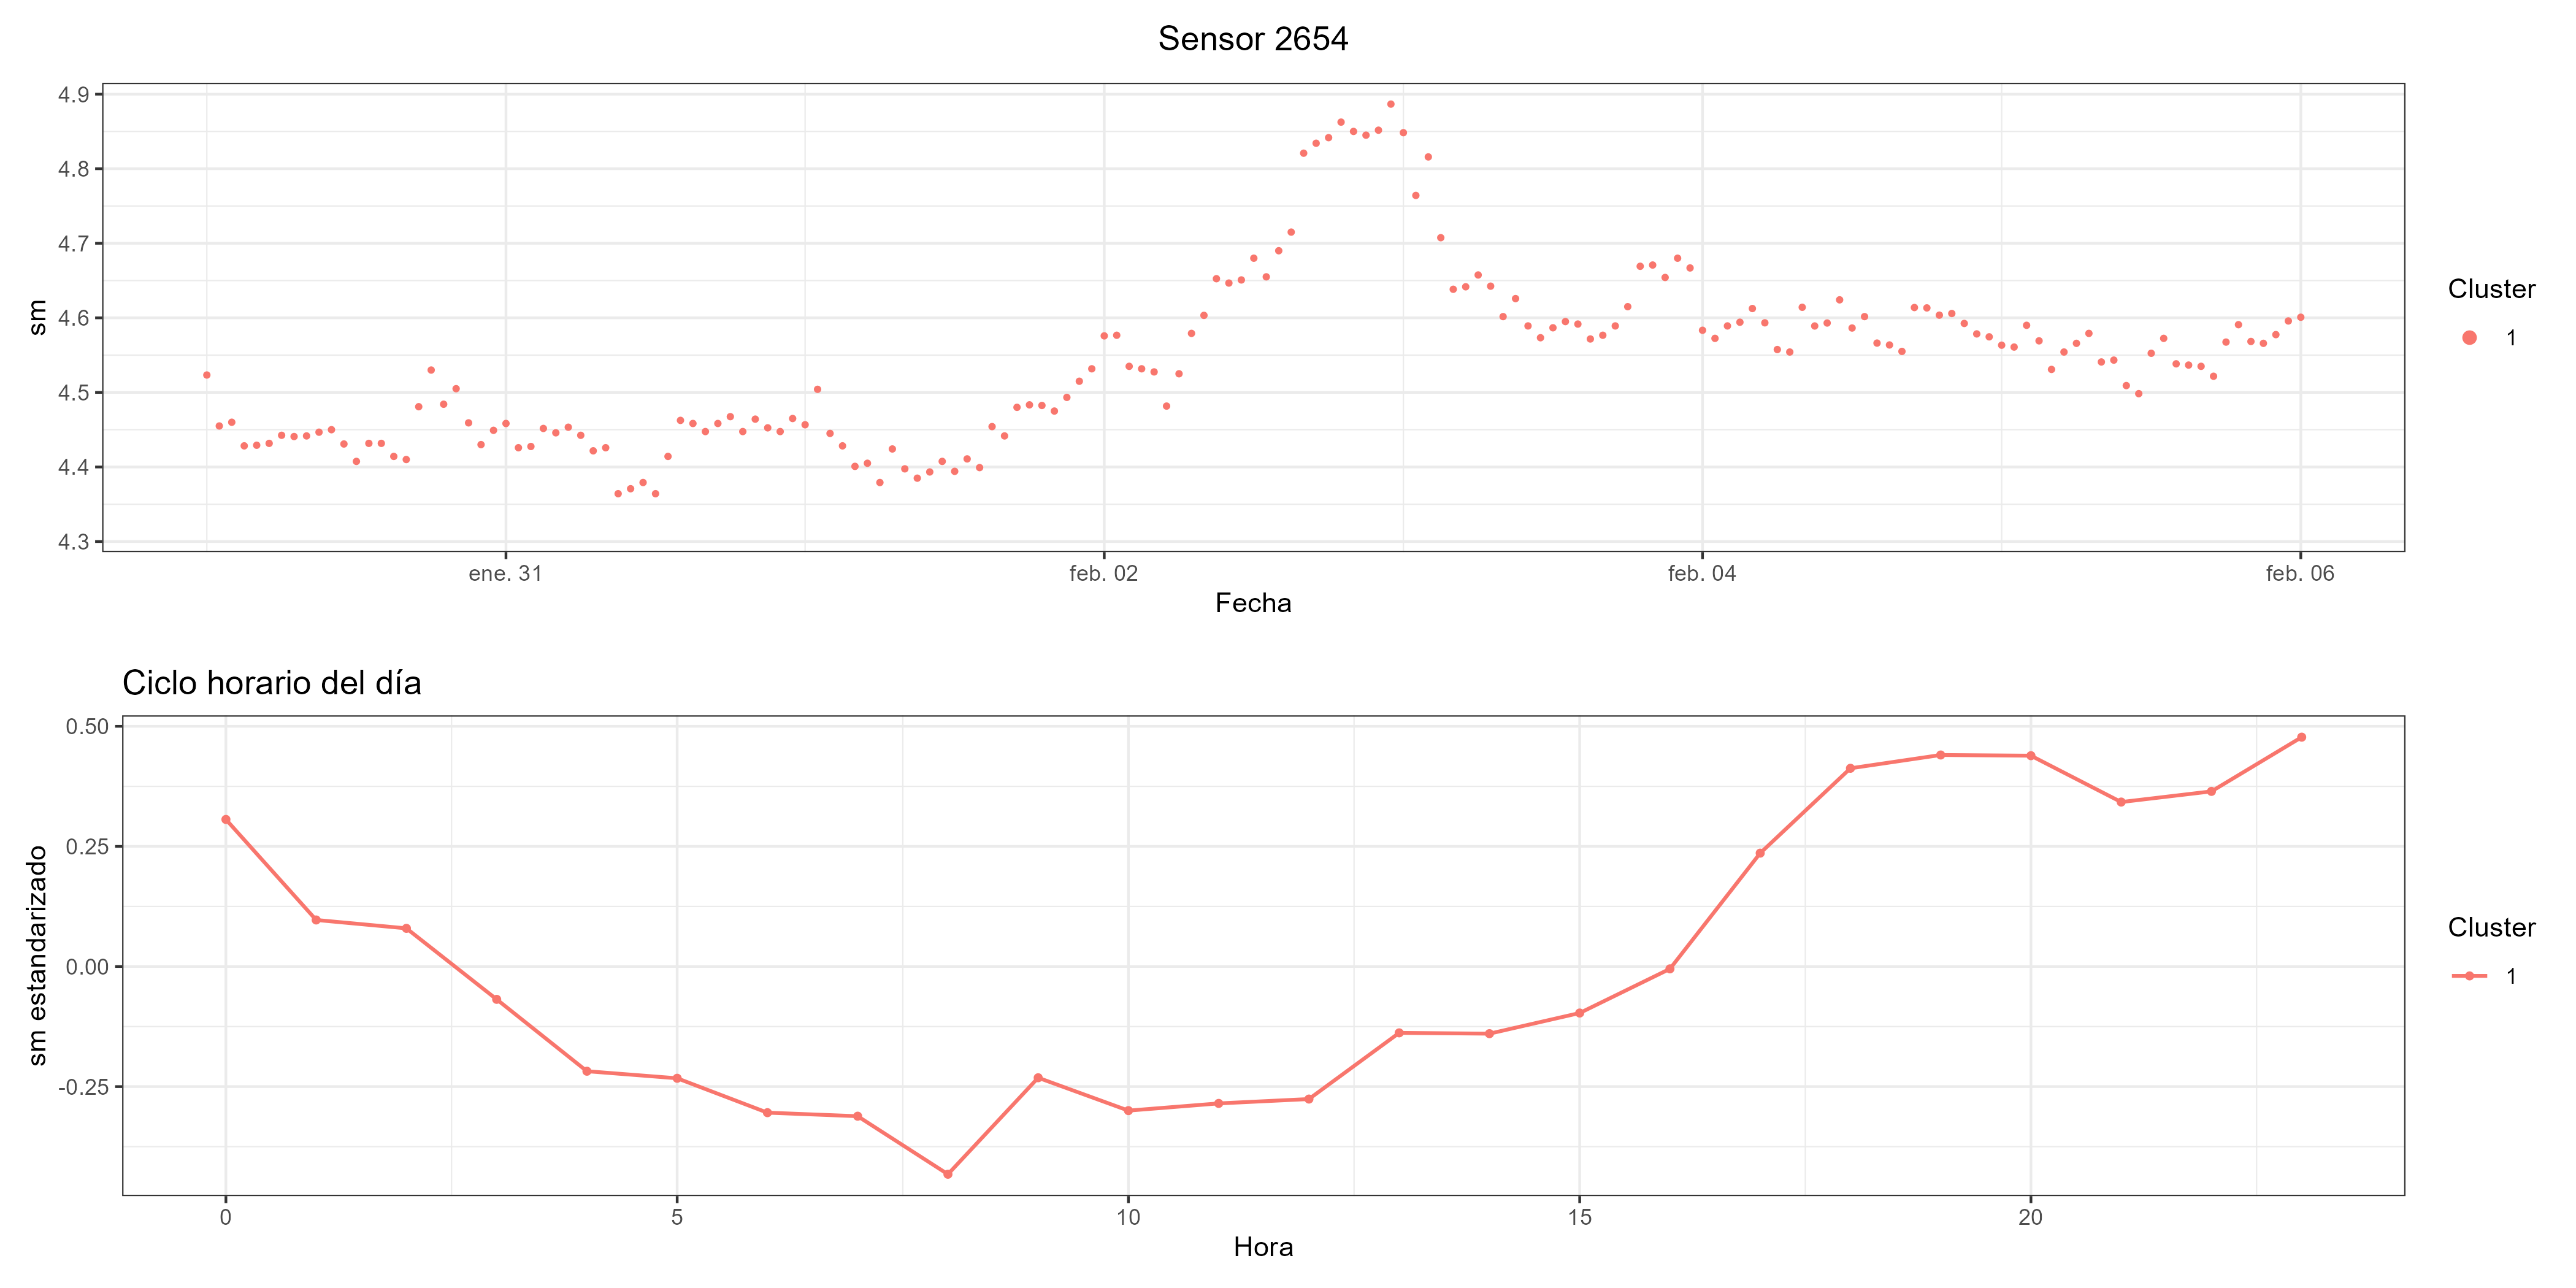 Sensor 2654
4.9
4.8
4.7
4.6
4.5
4.4
4.3
sm
ene. 31
feb. 02
feb. 04
feb. 06
Fecha
Cluster
1
Ciclo horario del día
0.50
0.25
0.00
-0.25
sm estandarizado
0
5
10
15
20
Hora
Cluster
1